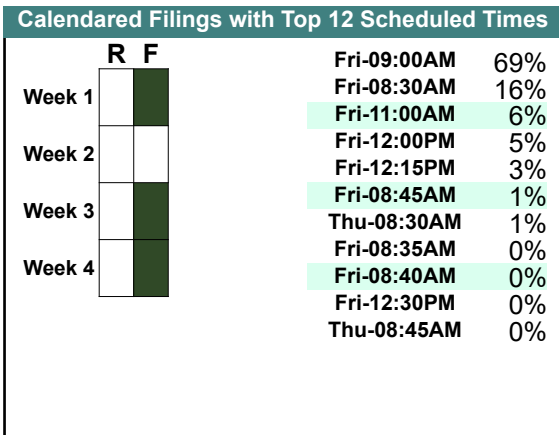 Calendared Filings with Top 12 Scheduled Times
R F
Week 1
Week 2
Week 3
Week 4
Fri-09:00AM 69%
Fri-08:30AM 16%
Fri-11:00AM 6%
Fri-12:00PM 5%
Fri-12:15PM 3%
Fri-08:45AM 1%
Thu-08:30AM 1%
Fri-08:35AM 0%
Fri-08:40AM 0%
Fri-12:30PM 0%
Thu-08:45AM 0%